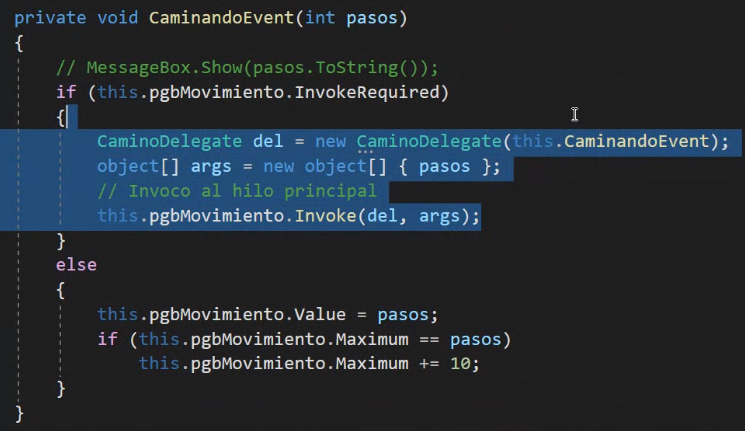 private void CaminandoEvent(int pasos)
{
// MessageBox.Show(pasos.ToString());
if (this.pgbMovimiento.InvokeRequired)
{
CaminoDelegate del = new CaminoDelegate(this.CaminandoEvent);
object[] args = new object[] { pasos };
// Invoco al hilo principal
this.pgbMovimiento.Invoke(del, args);
}
else
{
this.pgbMovimiento.Value = pasos;
if (this.pgbMovimiento.Maximum == pasos)
this.pgbMovimiento.Maximum += 10;
}
}